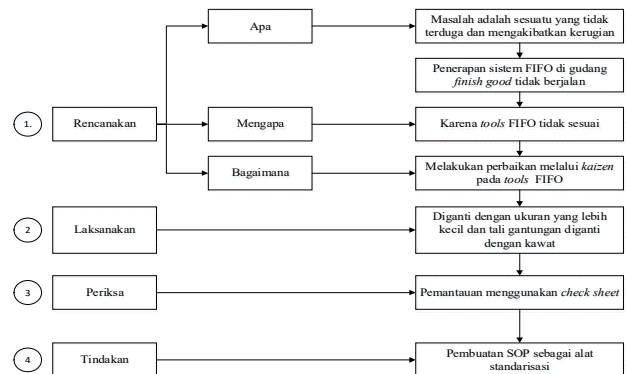 Apa
Masalah adalah sesuatu yang tidak
terduga dan mengakibatkan kerugian
Penerapan sistem FIFO di gudang
finish good tidak berjalan
1.
Rencanakan
Mengapa
Karena tools FIFO tidak sesuai
Bagaimana
Melakukan perbaikan melalui kaizen
pada tools FIFO
2
Laksanakan
Diganti dengan ukuran yang lebih
kecil dan tali gantungan diganti
dengan kawat
3
Periksa
Pemantauan menggunakan check sheet
4
Tindakan
Pembuatan SOP sebagai alat
standarisasi